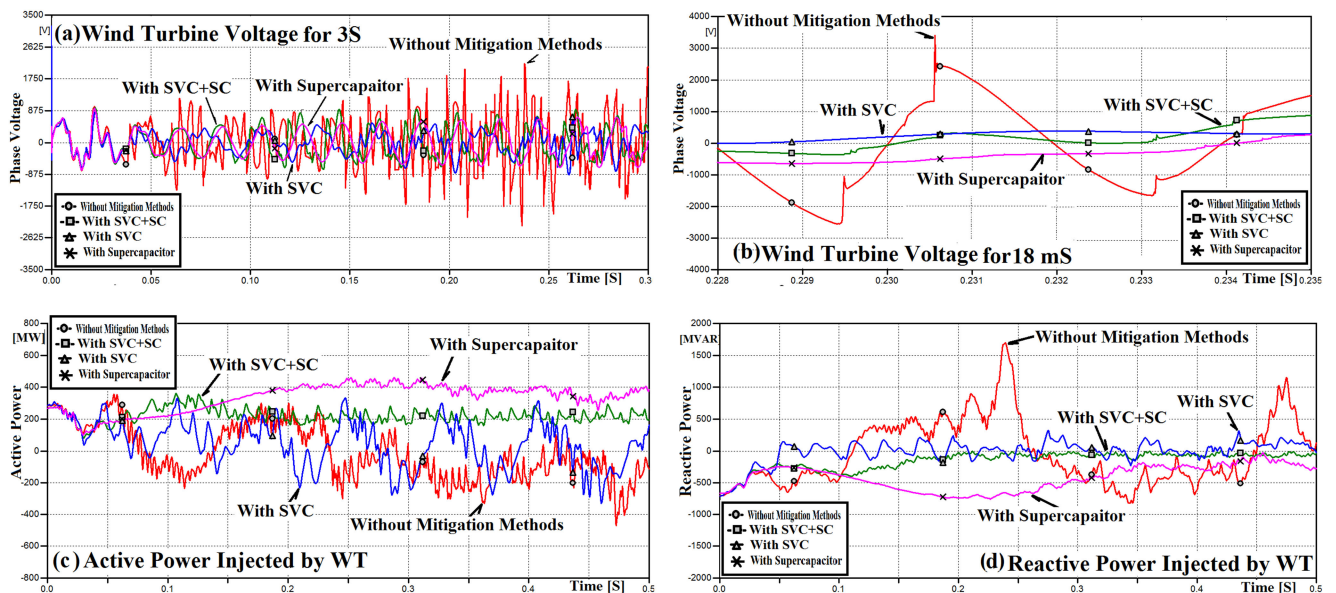 3500
[V]
2625
1750
875
0
-875
-1750
-2625
-3500
Phase Voltage
(a) Wind Turbine Voltage for 3S
Without Mitigation Methods
With SVC+SC
With Supercapaitor
With SVC
Without Mitigation Methods
With SVC+SC
With SVC
With Supercapacitor
0.00
0.05
0.10
0.15
0.20
0.25
Time [S]
0.3
4000
[V]
3000
2000
1000
0
-1000
-2000
-3000
-4000
Phase Voltage
Without Mitigation Methods
With SVC
With SVC+SC
With Supercapaitor
(b) Wind Turbine Voltage for 18 mS
Without Mitigation Methods
With SVC+SC
With SVC
With Supercapacitor
0.228
0.229
0.230
0.231
0.232
0.233
0.234
Time [S]
0.235
800
[MW]
600
400
200
0
-200
-400
-600
-800
Active Power
Without Mitigation Methods
With SVC+SC
With SVC
With Supercapacitor
With SVC+SC
With Supercapaitor
With SVC
Without Mitigation Methods
(c) Active Power Injected by WT
0.0
0.1
0.2
0.3
0.4
Time [S]
0.5
2000
[MVAR]
1500
1000
500
0
-500
-1000
-1500
-2000
Reactive Power
Without Mitigation Methods
With SVC+SC
With SVC
With Supercapaitor
Without Mitigation Methods
With SVC+SC
With SVC
With Supercapacitor
(d) Reactive Power Injected by WT
0.0
0.1
0.2
0.3
0.4
Time [S]
0.5